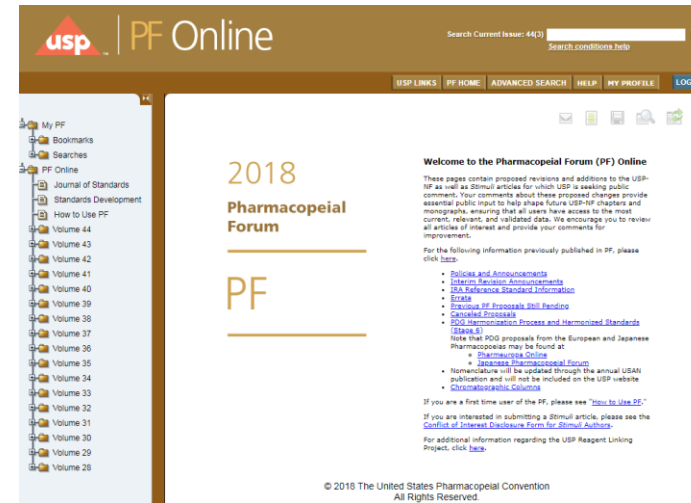 usp™ PF Online
Search Current Issue: 44(3)
Search conditions help
USP LINKS PF HOME ADVANCED SEARCH HELP MY PROFILE LOG
My PF
Bookmarks
Searches
PF Online
Journal of Standards
Standards Development
How to Use PF
Volume 44
Volume 43
Volume 42
Volume 41
Volume 40
Volume 39
Volume 38
Volume 37
Volume 36
Volume 35
Volume 34
Volume 33
Volume 32
Volume 31
Volume 30
Volume 29
Volume 28
2018
Pharmacopeial
Forum
PF
Welcome to the Pharmacopeial Forum (PF) Online
These pages contain proposed revisions and additions to the USP-
NF as well as Stimuli articles for which USP is seeking public
comment. Your comments about these proposed changes provide
essential public input to help shape future USP-NF chapters and
monographs, ensuring that all users have access to the most
current, relevant, and validated data. We encourage you to review
all articles of interest and provide your comments for
improvement.
For the following information previously published in PF, please
click here.
Policies and Announcements
Interim Revision Announcements
IRA Reference Standard Information
Errata
Previous PF Proposals Still Pending
Canceled Proposals
PDG Harmonization Process and Harmonized Standards
(Stage 6)
Note that PDG proposals from the European and Japanese
Pharmacopoeias may be found at
Pharmeuropa Online
Japanese Pharmacopoeial Forum
Nomenclature will be updated through the annual USAN
publication and will not be included on the USP website
Chromatographic Columns
If you are a first time user of the PF, please see "How to Use PF."
If you are interested in submitting a Stimuli article, please see the
Conflict of Interest Disclosure Form for Stimuli Authors.
For additional information regarding the USP Reagent Linking
Project, click here.
© 2018 The United States Pharmacopeial Convention
All Rights Reserved.